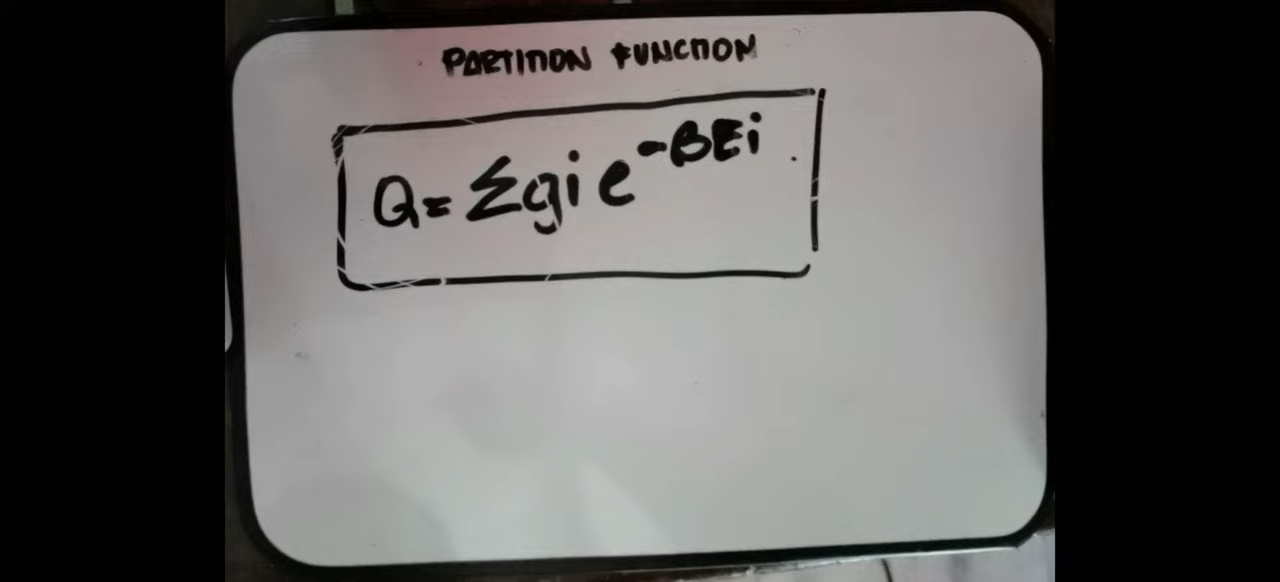 PARTITION FUNCTION
Q = Σgi e^-βEi